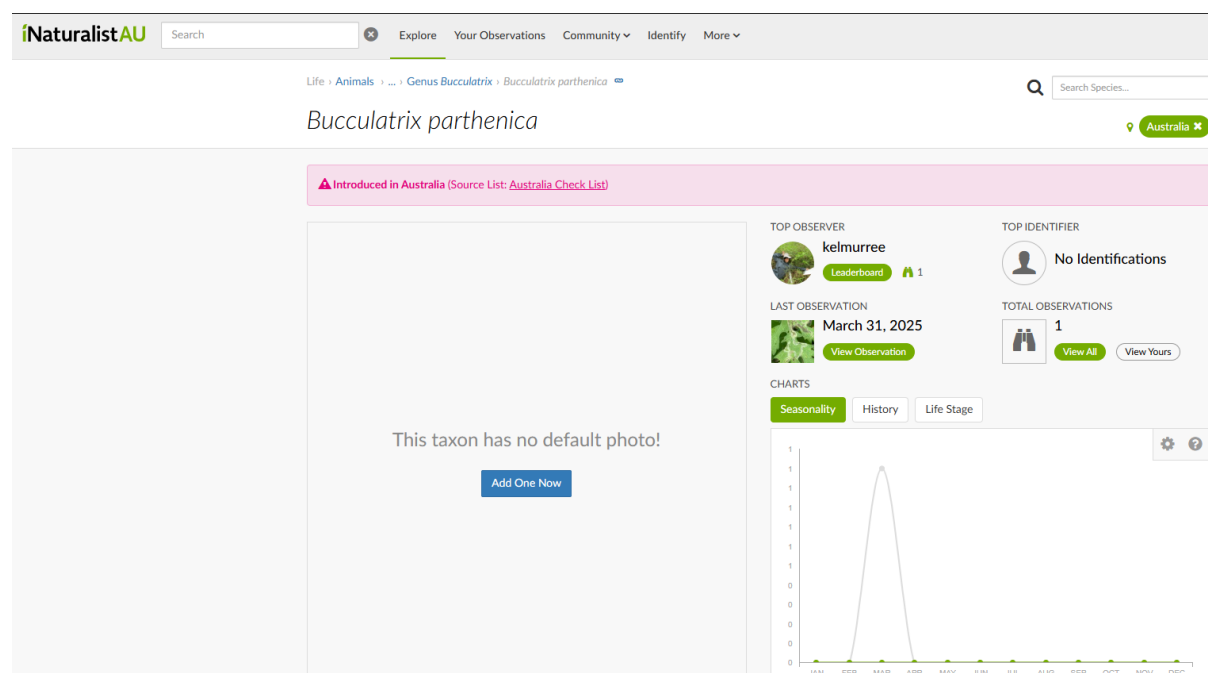 iNaturalistAU Search Explore Your Observations Community Identify More
Life › Animals › ... › Genus Bucculatrix › Bucculatrix parthenica
Search Species...
Bucculatrix parthenica
Australia
Introduced in Australia (Source List: Australia Check List)
TOP OBSERVER
kelmurree
Leaderboard 1
TOP IDENTIFIER
No Identifications
LAST OBSERVATION
March 31, 2025
View Observation
TOTAL OBSERVATIONS
1
View All View Yours
CHARTS
Seasonality History Life Stage
This taxon has no default photo!
Add One Now
1
1
1
1
1
1
1
0
0
0
0
0
JAN FEB MAR APR MAY JUN JUL AUG SEP OCT NOV DEC